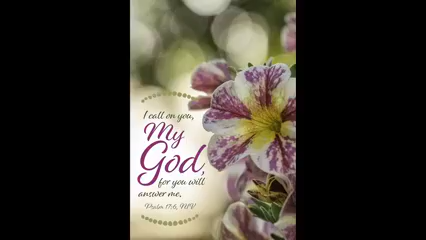 I call on you,
My
God,
for you will
answer me.
Psalm 17:6, NIV